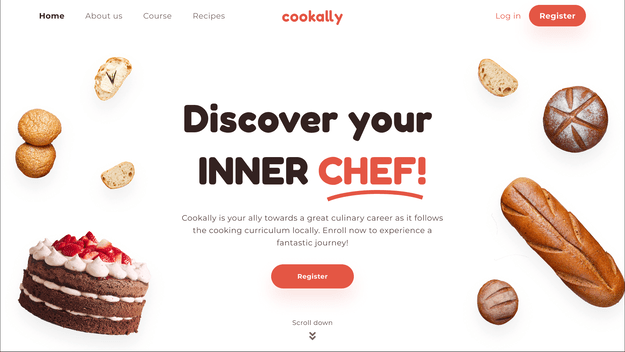 Home About us Course Recipes cookally Log in Register
Discover your
INNER CHEF!
Cookally is your ally towards a great culinary career as it follows
the cooking curriculum locally. Enroll now to experience a
fantastic journey!
Register
Scroll down